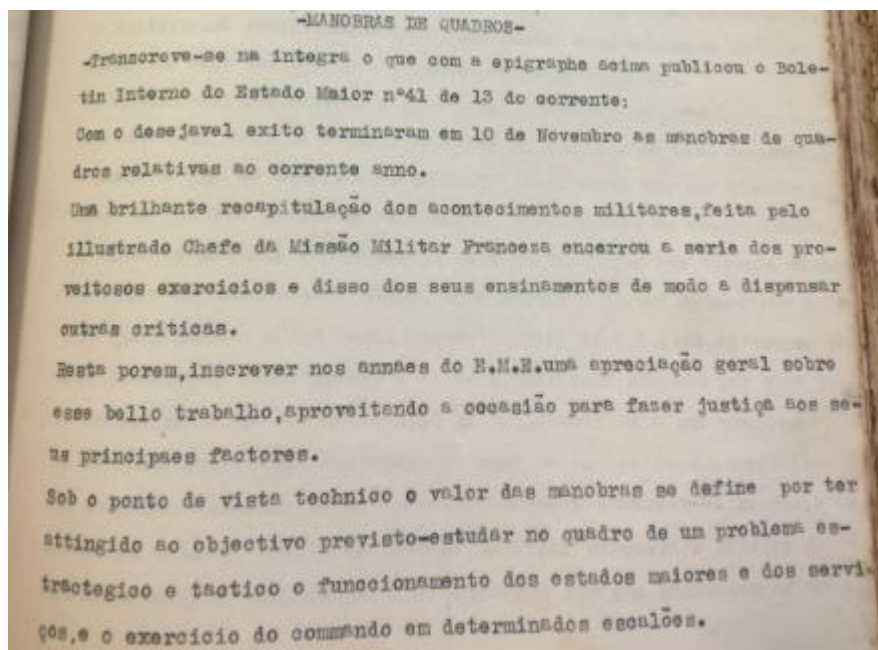 -MANOBRAS DE QUADROS-
-Transcreve-se na integra o que com a epigraphe acima publicou o Bole-
tin Interno do Estado Maior nº41 de 13 do corrente:
Com o desejavel exito terminaram em 10 de Novembro as manobras de qua-
dros relativas ao corrente anno.
Uma brilhante recapitulação dos acontecimentos militares,feita pelo
illustrado Chefe da Missão Militar Franceza encerrou a serie dos pro-
veitosos exercicios e disso dos seus ensinamentos de modo a dispensar
outras criticas.
Resta porem,inscrever nos annaes do E.M.E.uma apreciação geral sobre
esse bello trabalho,aproveitando a occasião para fazer justiça aos se-
us principaes factores.
Sob o ponto de vista technico o valor das manobras se define por ter
attingido ao objectivo previsto-estudar no quadro de um problema es-
tractegico e tactico o funccionamento dos estados maiores e dos servi-
ços,e o exercicio do commando em determinados escalões.